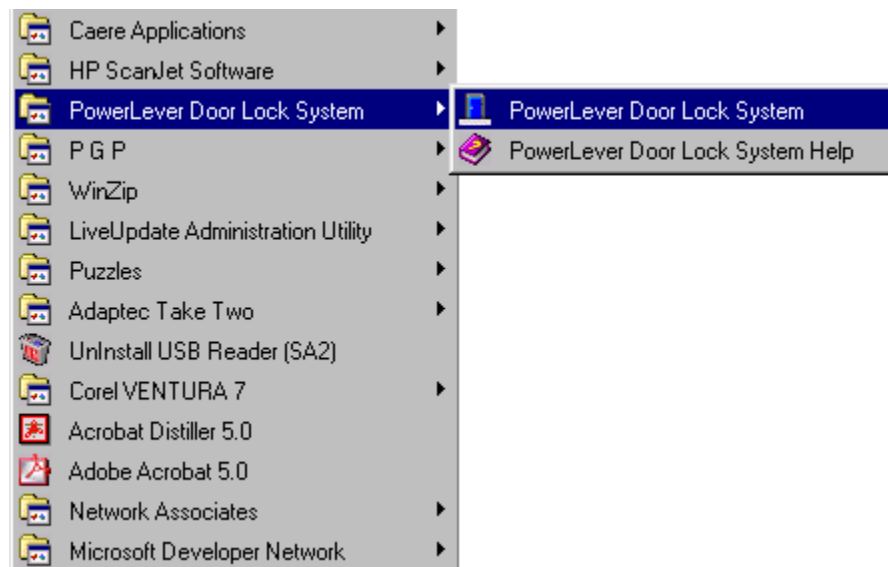 Caere Applications
HP ScanJet Software
PowerLever Door Lock System
PowerLever Door Lock System
P G P
PowerLever Door Lock System Help
WinZip
LiveUpdate Administration Utility
Puzzles
Adaptec Take Two
UnInstall USB Reader (SA2)
Corel VENTURA 7
Acrobat Distiller 5.0
Adobe Acrobat 5.0
Network Associates
Microsoft Developer Network